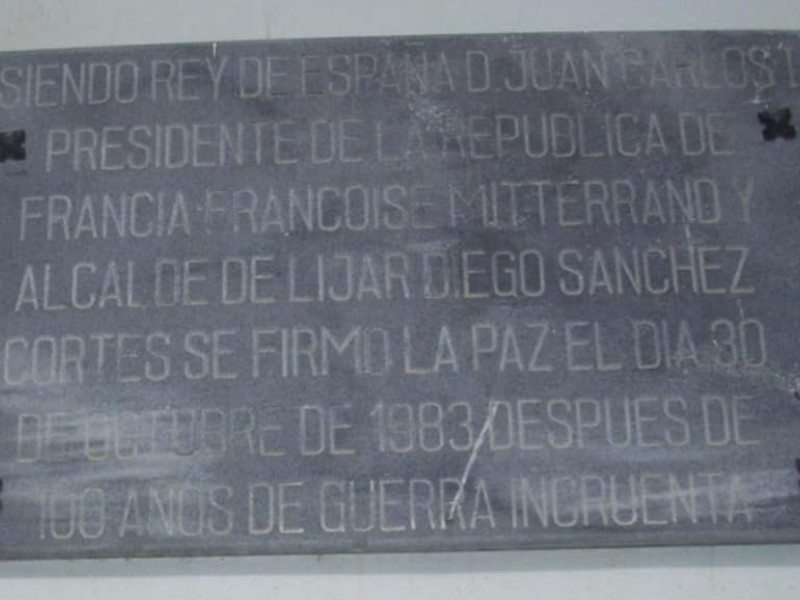 SIENDO REY DE ESPAÑA D. JUAN CARLOS I
PRESIDENTE DE LA REPUBLICA DE
FRANCIA FRANCOISE MITTERRAND Y
ALCALDE DE LIJAR DIEGO SANCHEZ
CORTES SE FIRMO LA PAZ EL DIA 30
DE OCTUBRE DE 1983 DESPUES DE
100 AÑOS DE GUERRA INCRUENTA